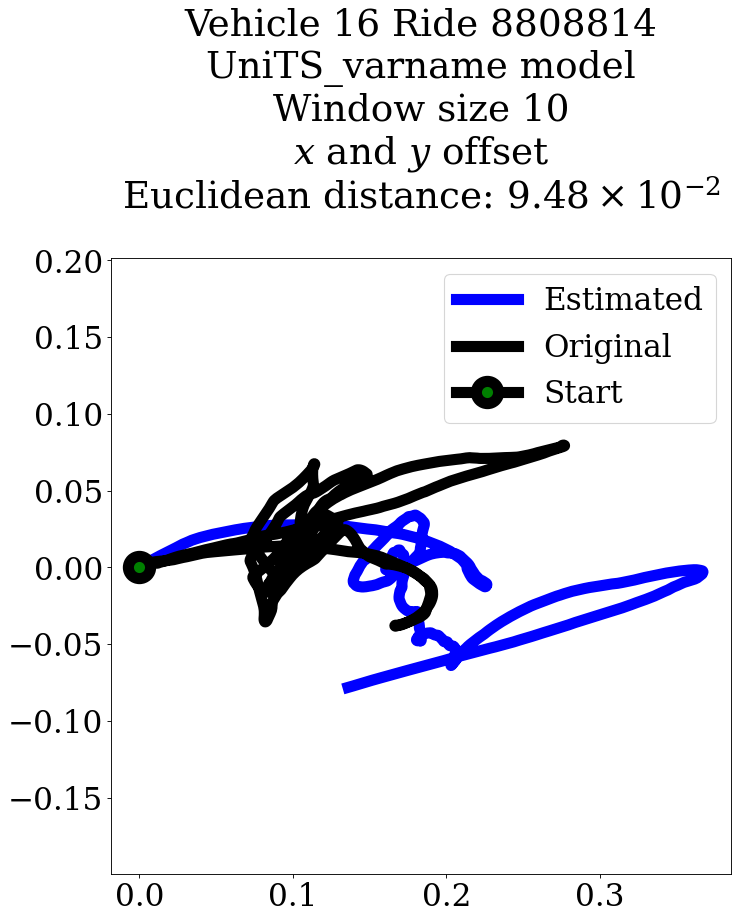 Vehicle 16 Ride 8808814
UniTS_varname model
Window size 10
x and y offset
Euclidean distance: 9.48 × 10⁻²
0.20
0.15
0.10
0.05
0.00
−0.05
−0.10
−0.15
0.0 0.1 0.2 0.3
Estimated
Original
Start